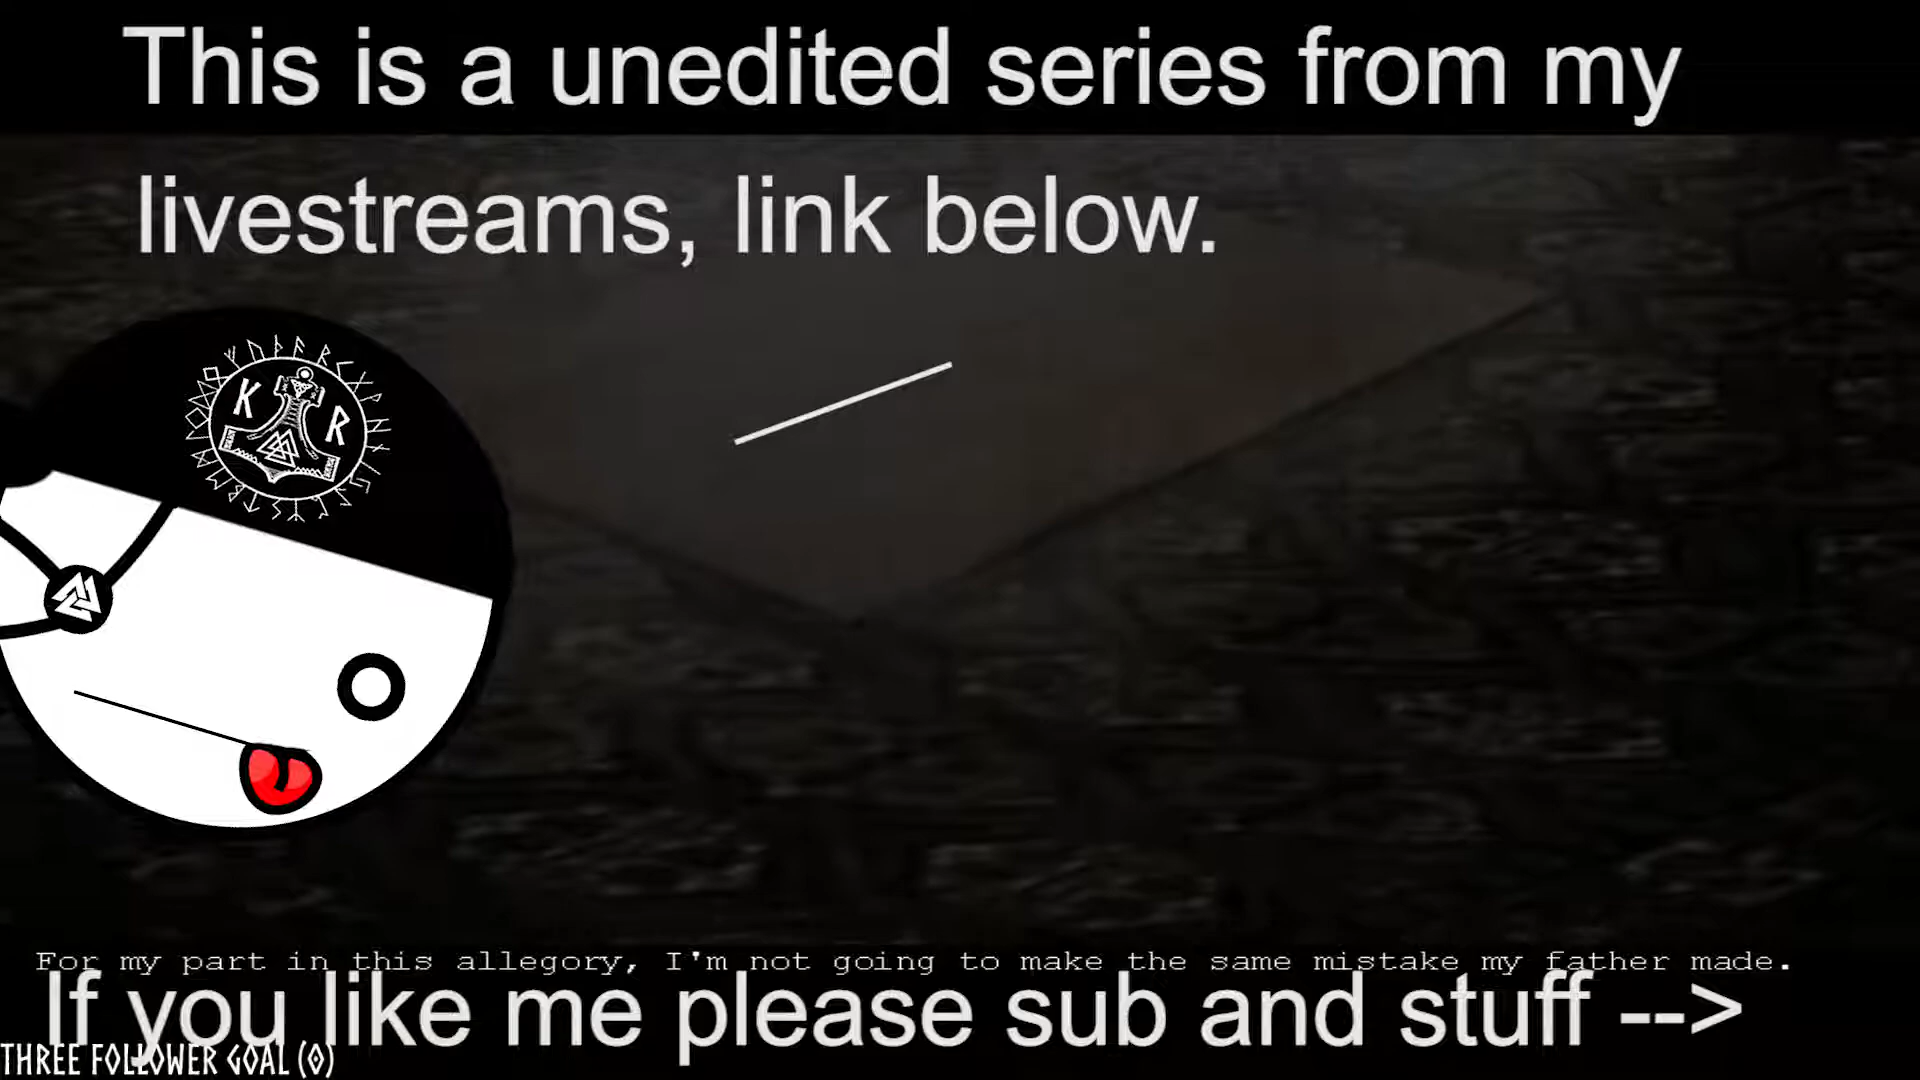 This is a unedited series from my
livestreams, link below.
K R
For my part in this allegory, I'm not going to make the same mistake my father made.
If you like me please sub and stuff -->
THREE FOLLOWER GOAL (0)